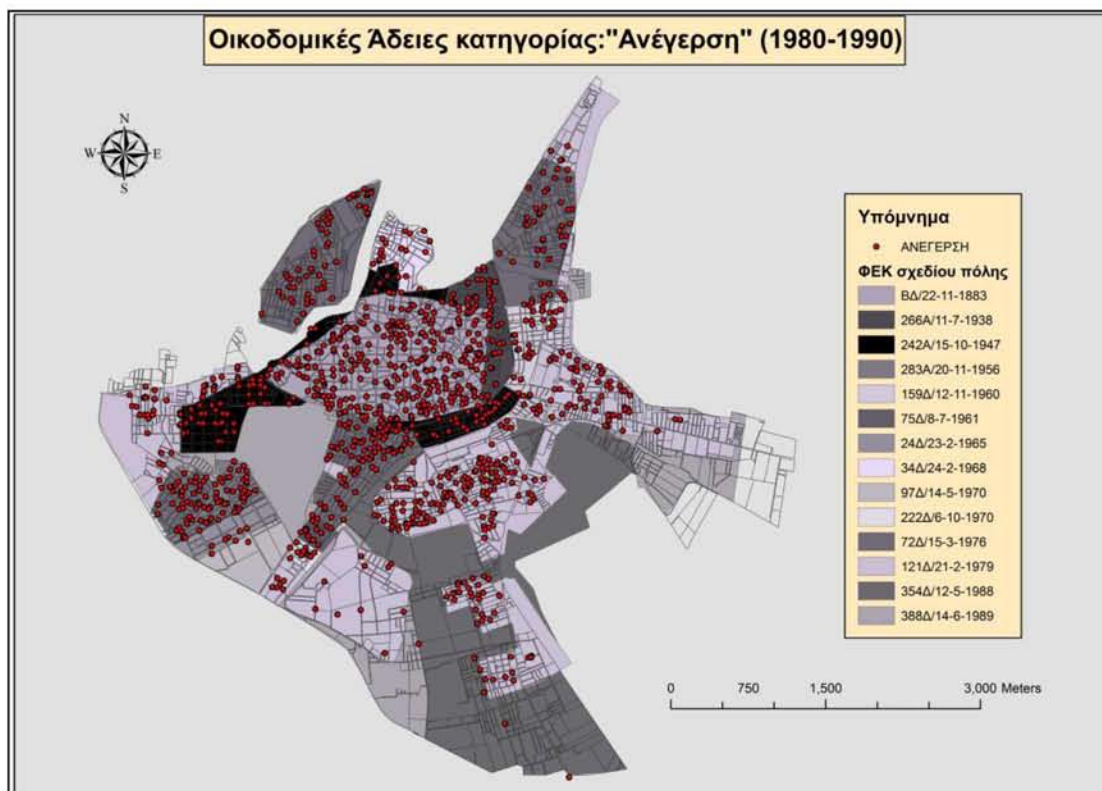 Οικοδομικές Άδειες κατηγορίας:"Ανέγερση" (1980-1990)
N
W E
S
Υπόμνημα
ΑΝΕΓΕΡΣΗ
ΦΕΚ σχεδίου πόλης
ΒΔ/22-11-1883
266Α/11-7-1938
242Α/15-10-1947
283Α/20-11-1956
159Δ/12-11-1960
75Δ/8-7-1961
24Δ/23-2-1965
34Δ/24-2-1968
97Δ/14-5-1970
222Δ/6-10-1970
72Δ/15-3-1976
121Δ/21-2-1979
354Δ/12-5-1988
388Δ/14-6-1989
0 750 1,500 3,000 Meters